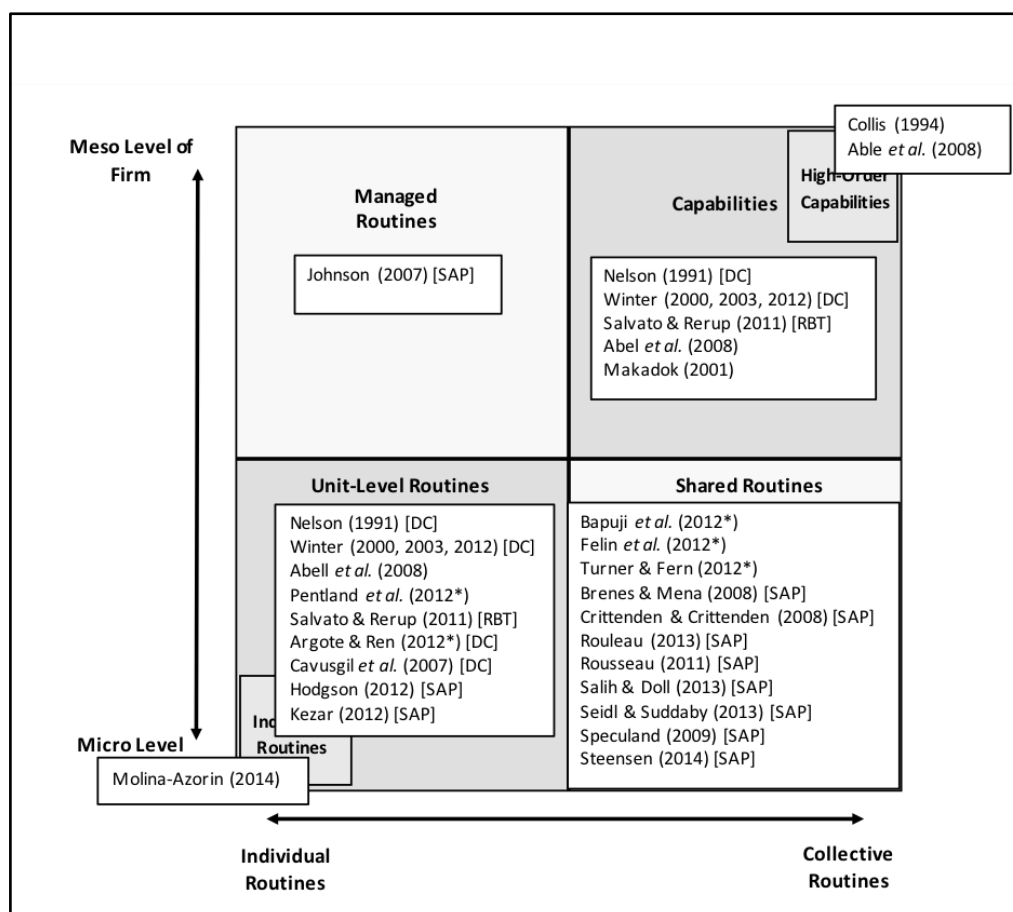 Collis (1994)
Able et al. (2008)
Meso Level of
Firm
High-Order
Capabilities
Managed
Routines
Capabilities
Johnson (2007) [SAP]
Nelson (1991) [DC]
Winter (2000, 2003, 2012) [DC]
Salvato & Rerup (2011) [RBT]
Abel et al. (2008)
Makadok (2001)
Unit-Level Routines
Nelson (1991) [DC]
Winter (2000, 2003, 2012) [DC]
Abell et al. (2008)
Pentland et al. (2012*)
Salvato & Rerup (2011) [RBT]
Argote & Ren (2012*) [DC]
Cavusgil et al. (2007) [DC]
Hodgson (2012) [SAP]
Kezar (2012) [SAP]
Shared Routines
Bapuji et al. (2012*)
Felin et al. (2012*)
Turner & Fern (2012*)
Brenes & Mena (2008) [SAP]
Crittenden & Crittenden (2008) [SAP]
Rouleau (2013) [SAP]
Rousseau (2011) [SAP]
Salih & Doll (2013) [SAP]
Seidl & Suddaby (2013) [SAP]
Speculand (2009) [SAP]
Steensen (2014) [SAP]
Routines
Micro Level
Molina-Azorin (2014)
Individual
Routines
Collective
Routines